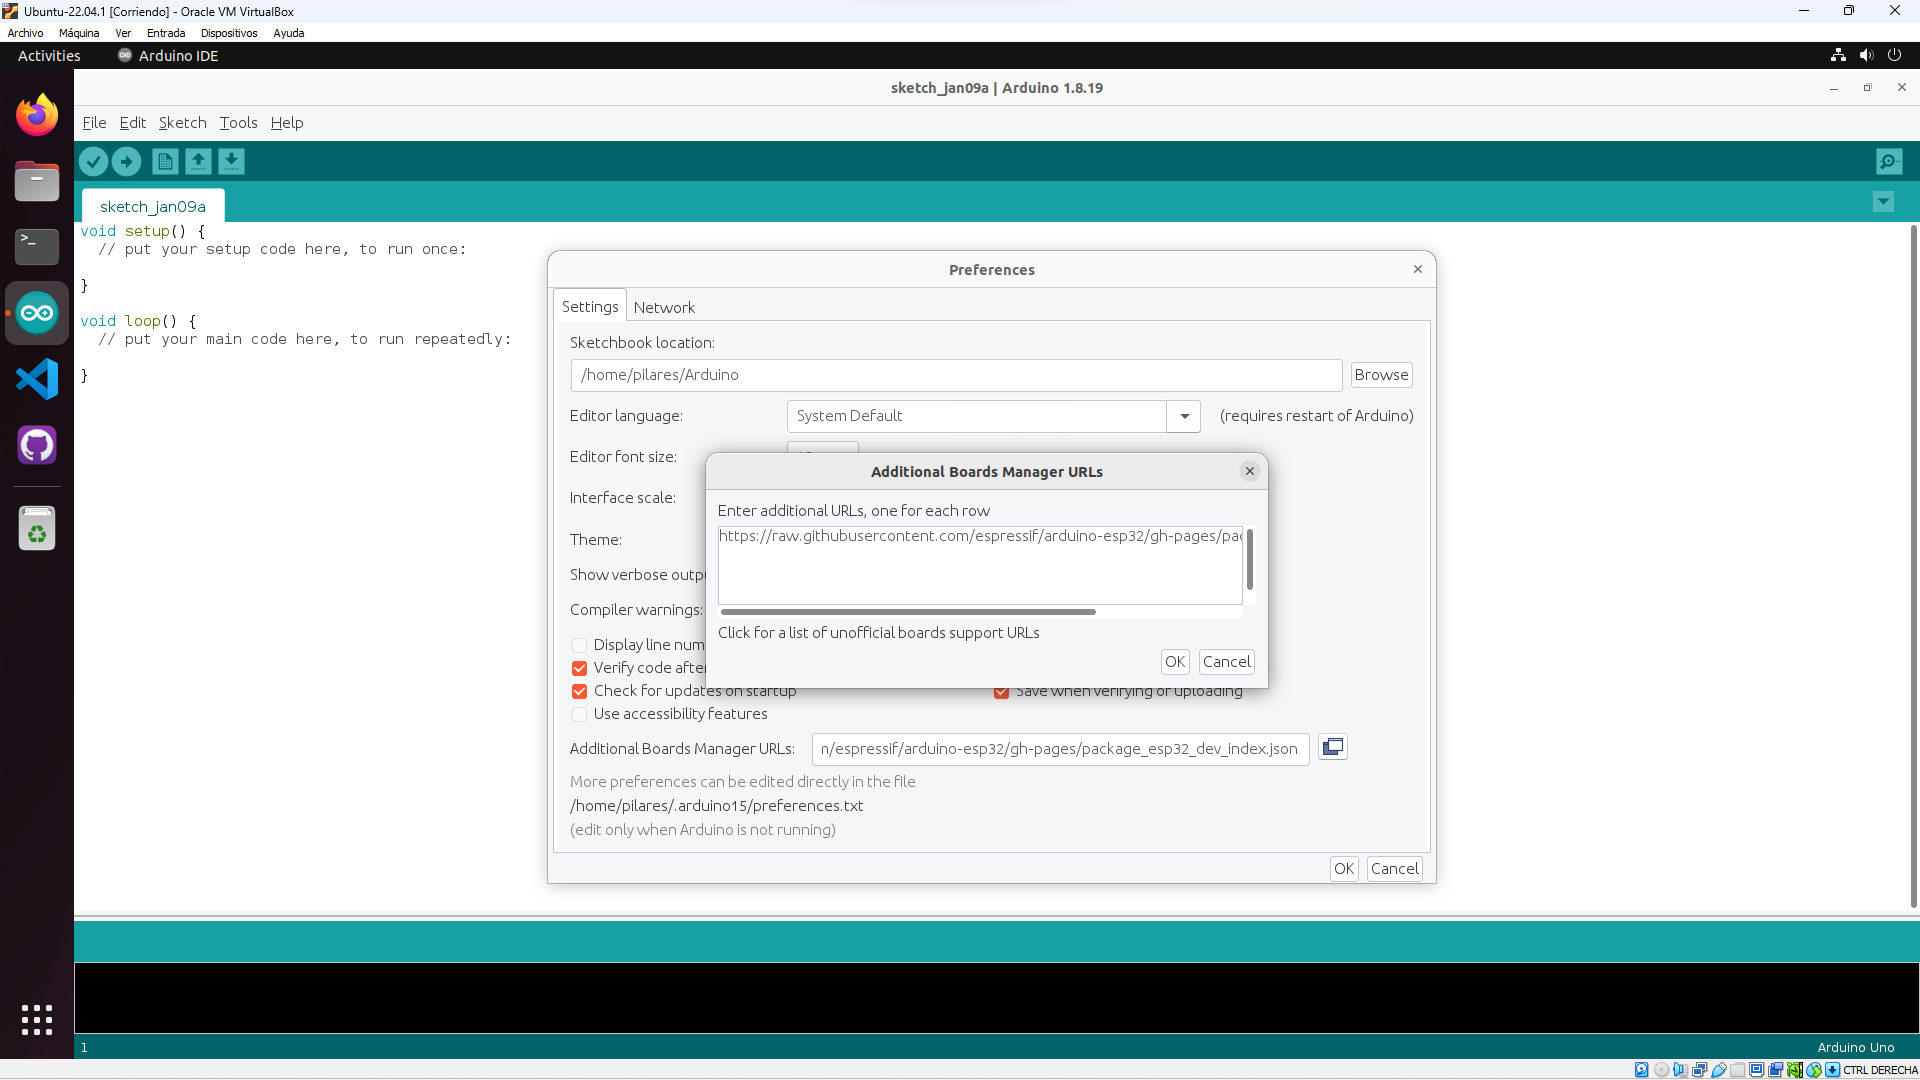 Ubuntu-22.04.1 [Corriendo] - Oracle VM VirtualBox
Archivo Máquina Ver Entrada Dispositivos Ayuda
Activities Arduino IDE
sketch_jan09a | Arduino 1.8.19
File Edit Sketch Tools Help
sketch_jan09a
void setup() {
// put your setup code here, to run once:
}
void loop() {
// put your main code here, to run repeatedly:
}
Preferences
Settings Network
Sketchbook location:
/home/pilares/Arduino Browse
Editor language: System Default (requires restart of Arduino)
Editor font size:
Interface scale:
Theme:
Show verbose outpu
Compiler warnings:
Display line num
Verify code after
Check for updates on startup Save when verifying or uploading
Use accessibility features
Additional Boards Manager URLs: n/espressif/arduino-esp32/gh-pages/package_esp32_dev_index.json
More preferences can be edited directly in the file
/home/pilares/.arduino15/preferences.txt
(edit only when Arduino is not running)
OK Cancel
Additional Boards Manager URLs
Enter additional URLs, one for each row
https://raw.githubusercontent.com/espressif/arduino-esp32/gh-pages/pac
Click for a list of unofficial boards support URLs
OK Cancel
1 Arduino Uno
CTRL DERECHA